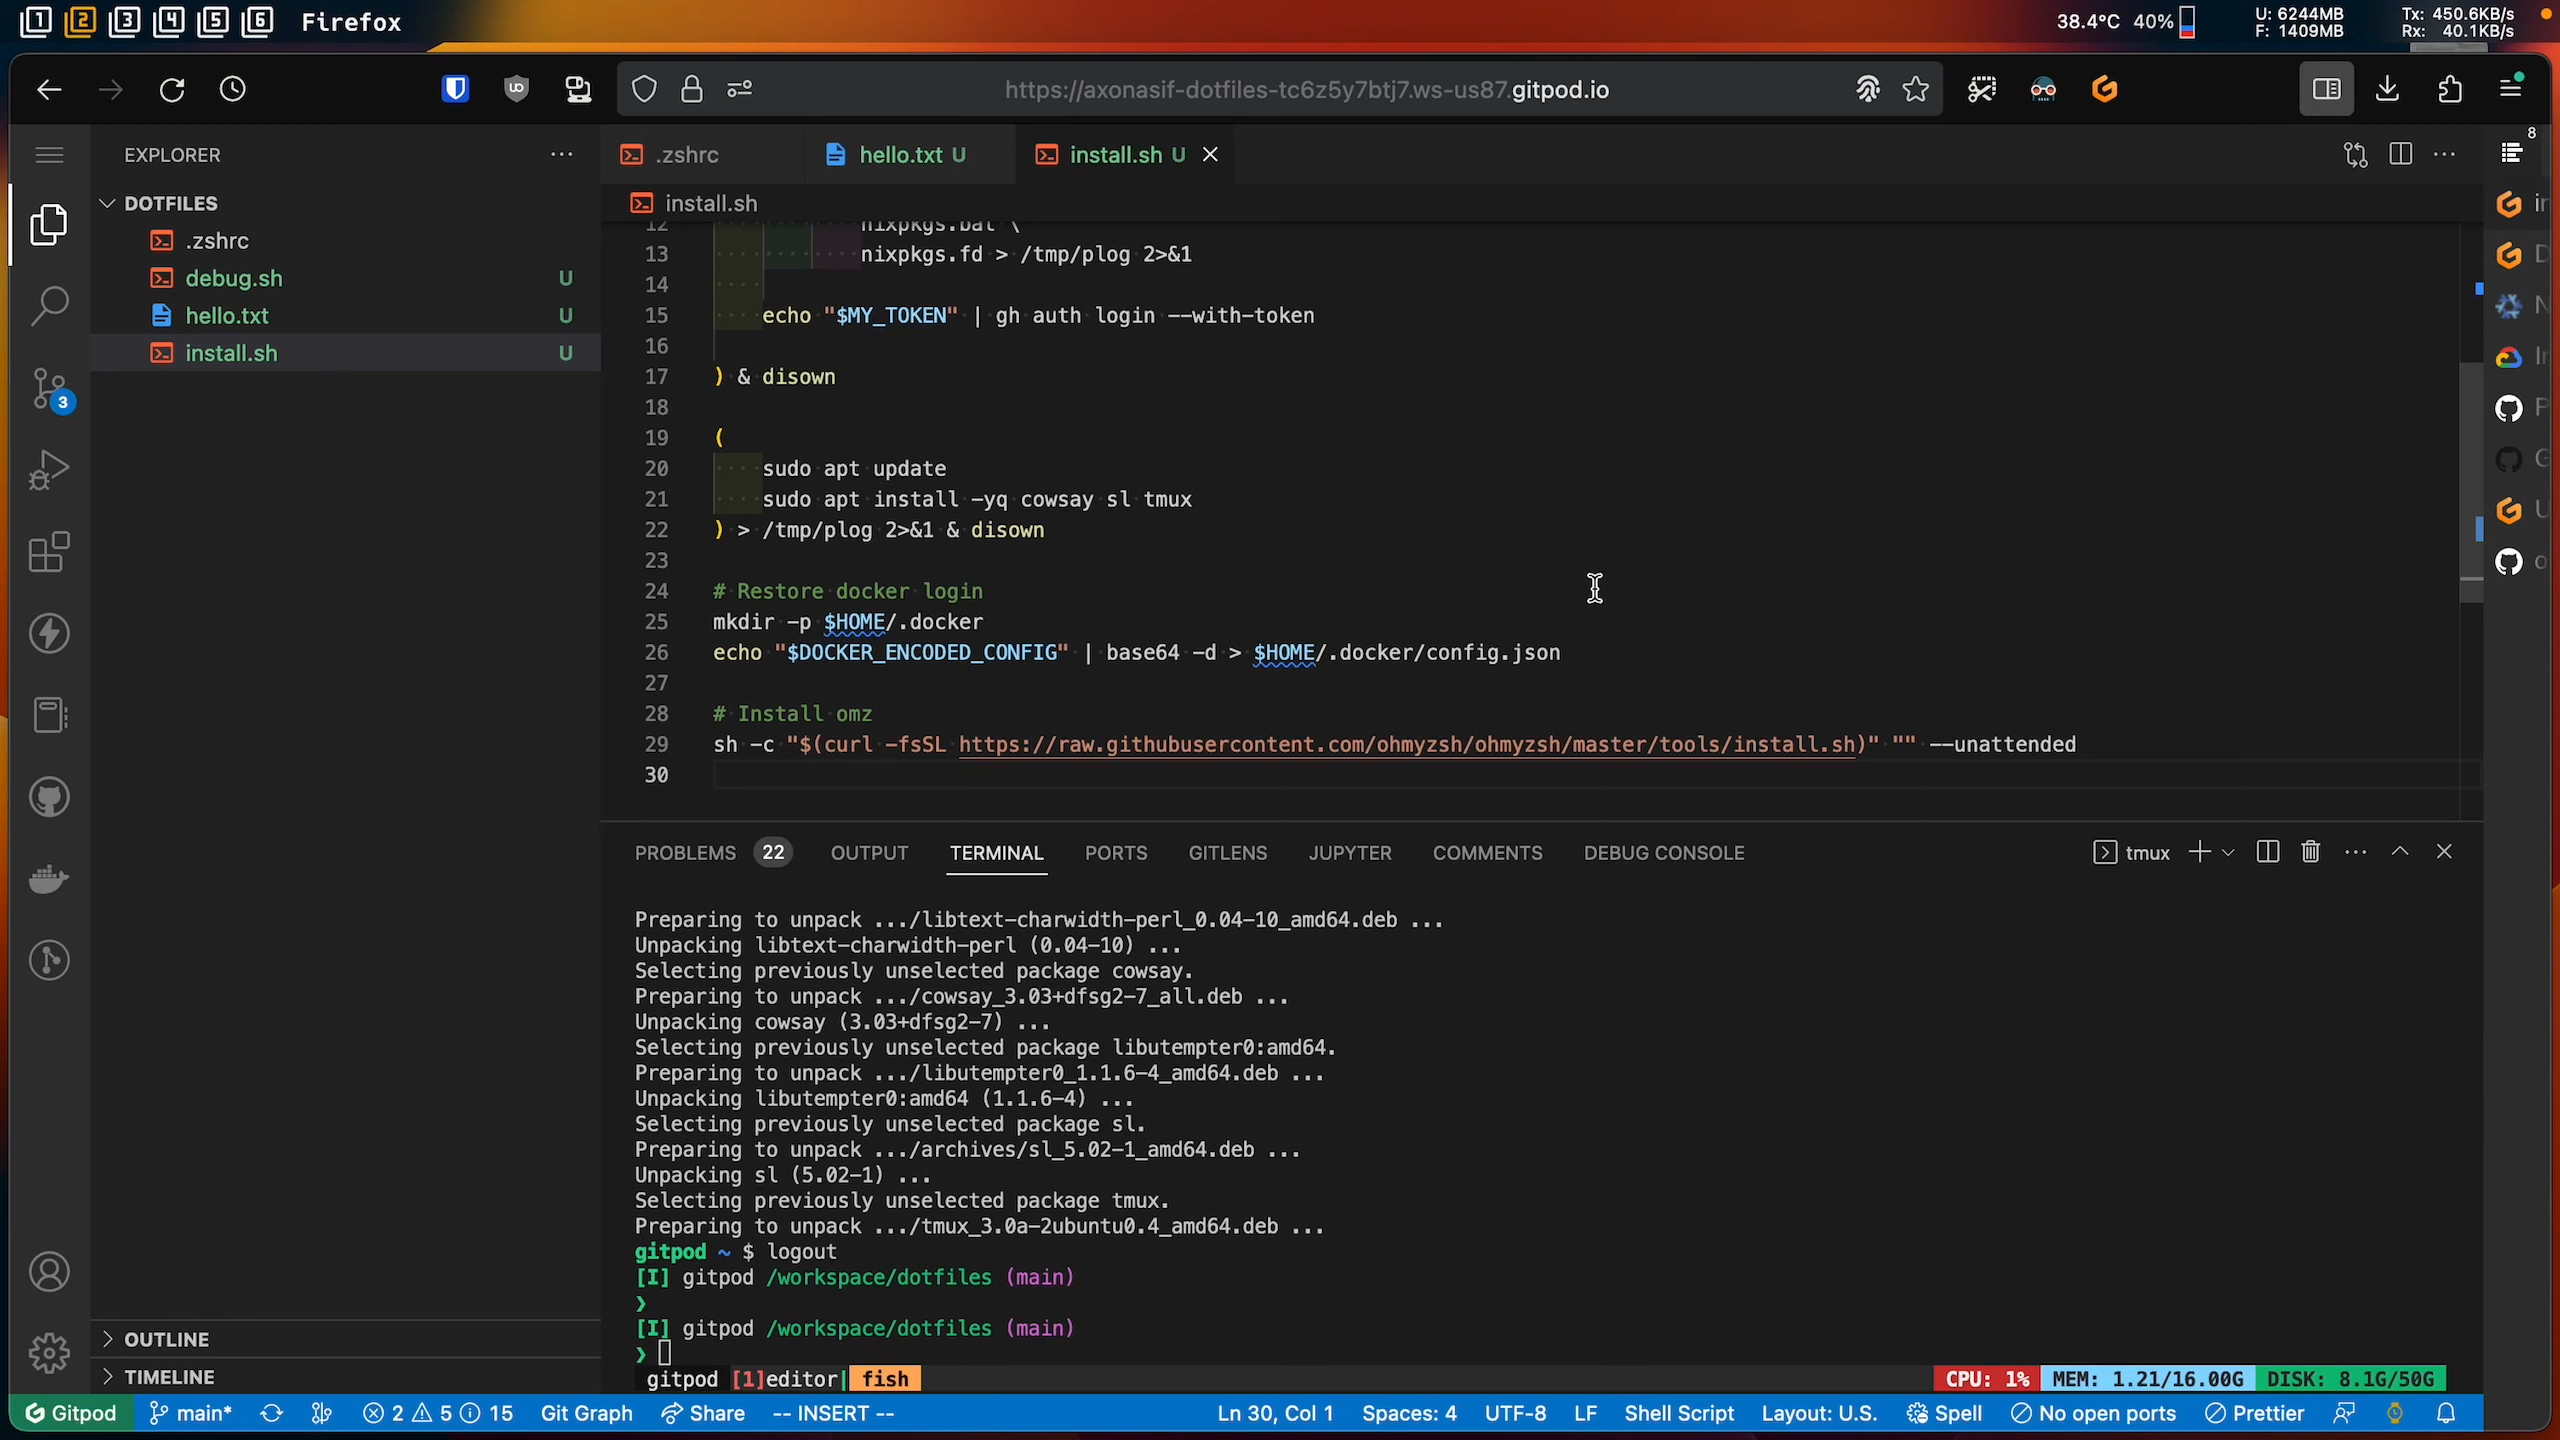 1 2 3 4 5 6 Firefox
38.4°C 40%
U: 6244MB
F: 1409MB
Tx: 450.6KB/s
Rx: 40.1KB/s
https://axonasif-dotfiles-tc6z5y7btj7.ws-us87.gitpod.io
EXPLORER
DOTFILES
.zshrc
debug.sh U
hello.txt U
install.sh U
3
OUTLINE
TIMELINE
.zshrc
hello.txt U
install.sh U
8
install.sh
12 nixpkgs.bat \
13 nixpkgs.fd > /tmp/plog 2>&1
14
15 echo "$MY_TOKEN" | gh auth login --with-token
16
17 ) & disown
18
19 (
20 sudo apt update
21 sudo apt install -yq cowsay sl tmux
22 ) > /tmp/plog 2>&1 & disown
23
24 # Restore docker login
25 mkdir -p $HOME/.docker
26 echo "$DOCKER_ENCODED_CONFIG" | base64 -d > $HOME/.docker/config.json
27
28 # Install omz
29 sh -c "$(curl -fsSL https://raw.githubusercontent.com/ohmyzsh/ohmyzsh/master/tools/install.sh)" "" --unattended
30
PROBLEMS 22 OUTPUT TERMINAL PORTS GITLENS JUPYTER COMMENTS DEBUG CONSOLE
tmux
Preparing to unpack .../libtext-charwidth-perl_0.04-10_amd64.deb ...
Unpacking libtext-charwidth-perl (0.04-10) ...
Selecting previously unselected package cowsay.
Preparing to unpack .../cowsay_3.03+dfsg2-7_all.deb ...
Unpacking cowsay (3.03+dfsg2-7) ...
Selecting previously unselected package libutempter0:amd64.
Preparing to unpack .../libutempter0_1.1.6-4_amd64.deb ...
Unpacking libutempter0:amd64 (1.1.6-4) ...
Selecting previously unselected package sl.
Preparing to unpack .../archives/sl_5.02-1_amd64.deb ...
Unpacking sl (5.02-1) ...
Selecting previously unselected package tmux.
Preparing to unpack .../tmux_3.0a-2ubuntu0.4_amd64.deb ...
gitpod ~ $ logout
[I] gitpod /workspace/dotfiles (main)
❯
[I] gitpod /workspace/dotfiles (main)
❯
gitpod [1]editor| fish
CPU: 1% MEM: 1.21/16.00G DISK: 8.1G/50G
Gitpod main* 2 5 15 Git Graph Share -- INSERT --
Ln 30, Col 1 Spaces: 4 UTF-8 LF Shell Script Layout: U.S. Spell No open ports Prettier